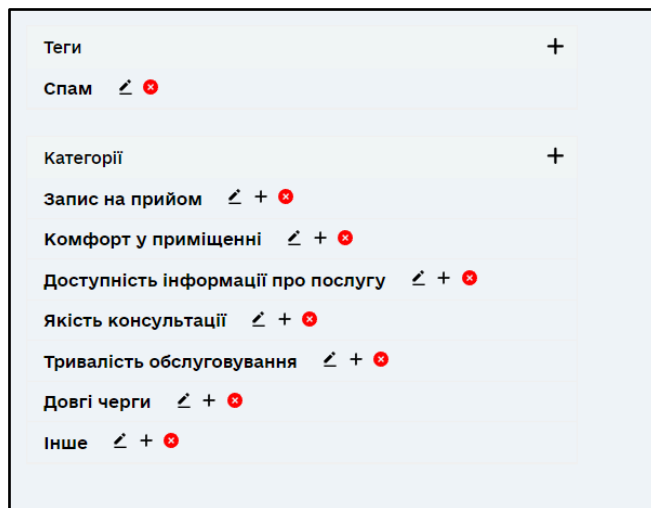 Теги
Спам
Категорії
Запис на прийом
Комфорт у приміщенні
Доступність інформації про послугу
Якість консультації
Тривалість обслуговування
Довгі черги
Інше